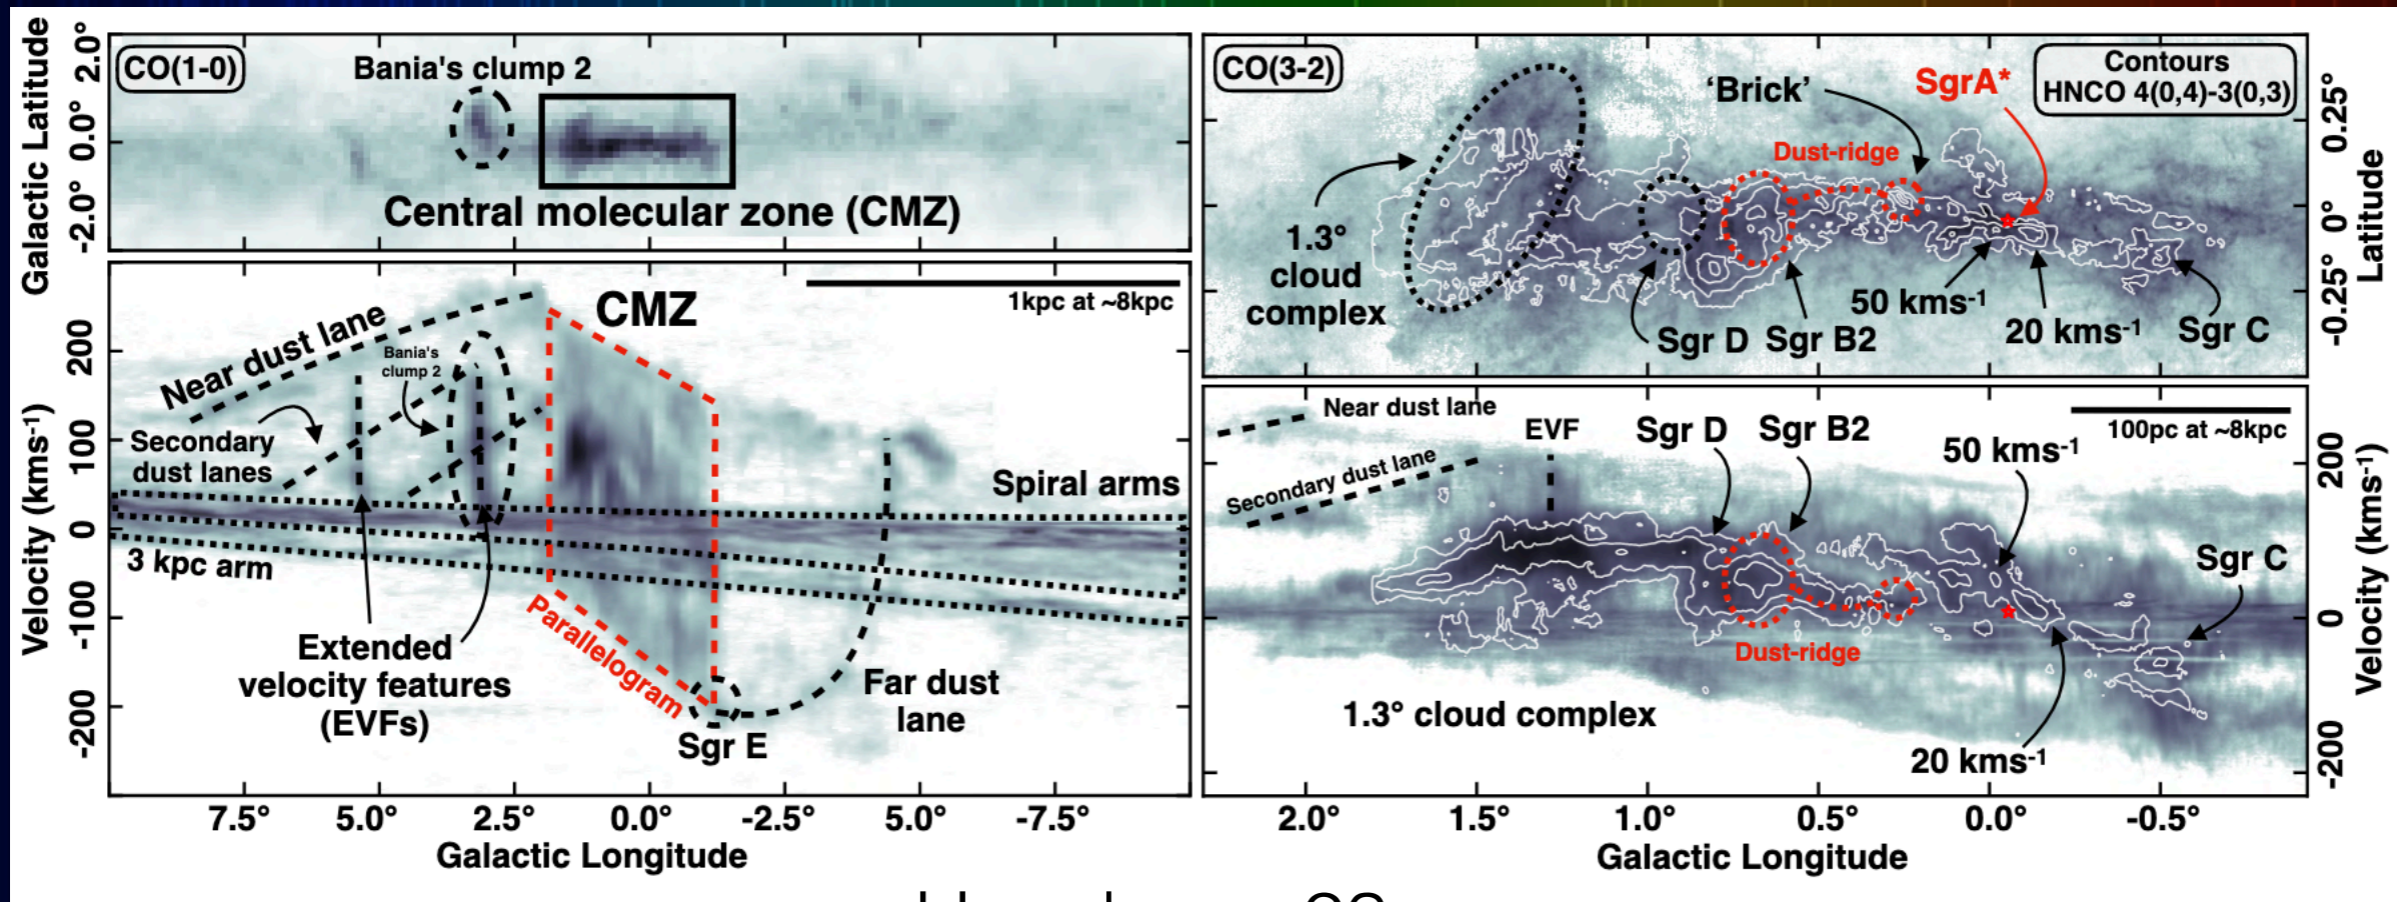 CO(1-0)
Bania's clump 2
Central molecular zone (CMZ)
Galactic Latitude
2.0°
0.0°
-2.0°
CMZ
1kpc at ~8kpc
Near dust lane
Bania's
clump 2
Secondary
dust lanes
Spiral arms
3 kpc arm
Extended
velocity features
(EVFs)
Parallelogram
Sgr E
Far dust
lane
Velocity (kms⁻¹)
200
100
0
-100
-200
7.5°
5.0°
2.5°
0.0°
-2.5°
5.0°
-7.5°
Galactic Longitude
CO(3-2)
'Brick'
SgrA*
Contours
HNCO 4(0,4)-3(0,3)
Dust-ridge
1.3°
cloud
complex
Sgr D
Sgr B2
50 kms⁻¹
20 kms⁻¹
Sgr C
0.25°
0°
-0.25°
Latitude
Near dust lane
Secondary dust lane
EVF
Sgr D
Sgr B2
50 kms⁻¹
100pc at ~8kpc
Sgr C
Dust-ridge
1.3° cloud complex
20 kms⁻¹
200
0
-200
Velocity (kms⁻¹)
2.0°
1.5°
1.0°
0.5°
0.0°
-0.5°
Galactic Longitude